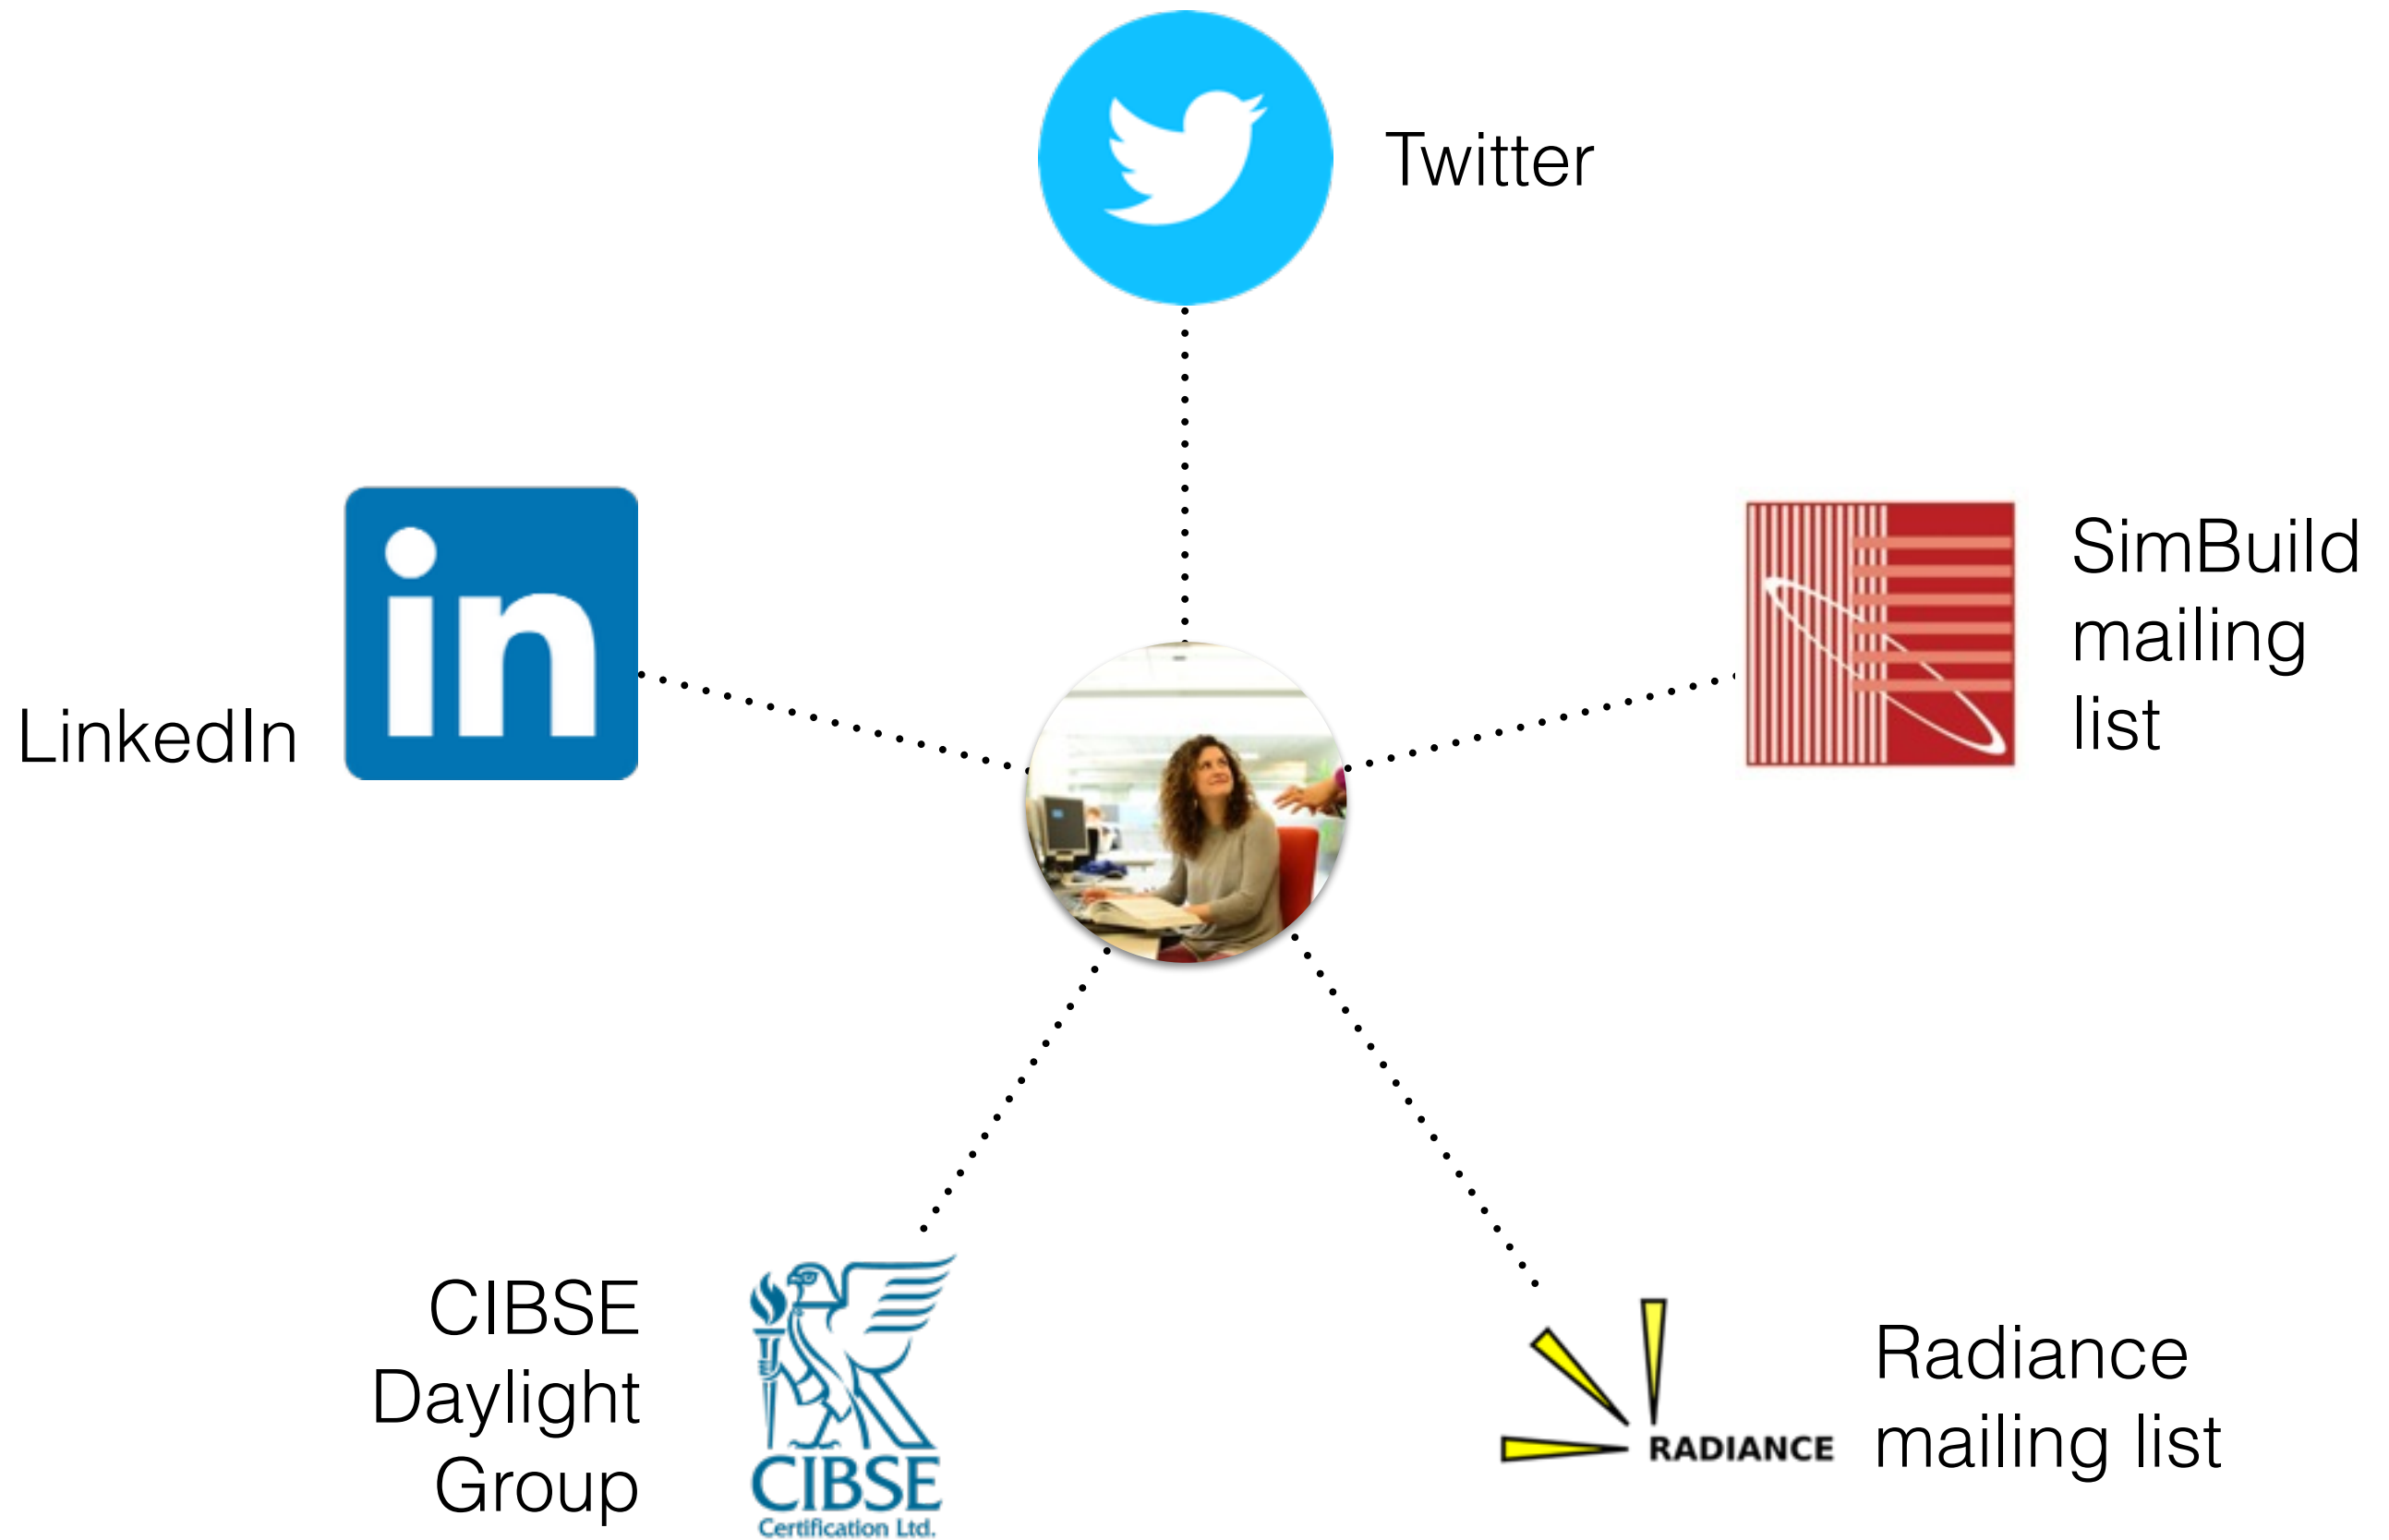 Twitter
in
LinkedIn
SimBuild
mailing
list
CIBSE
Daylight
Group
CIBSE
Certification Ltd.
RADIANCE
Radiance
mailing list